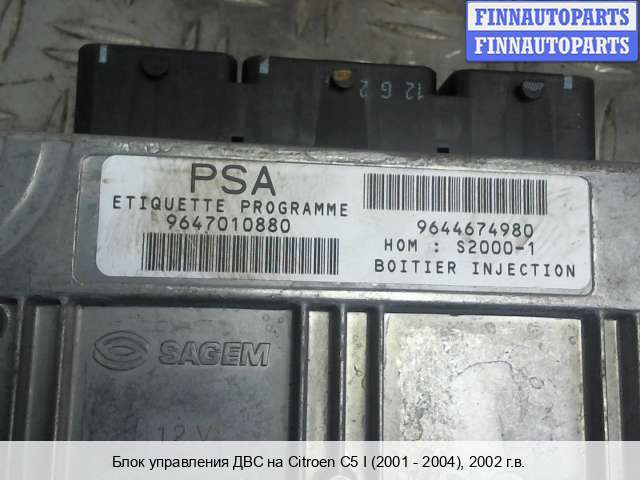 FINNAUTOPARTS
FINNAUTOPARTS
12 G 2
PSA
ETIQUETTE PROGRAMME
9647010880
9644674980
HOM : S2000-1
BOITIER INJECTION
SAGEM
12 V
Блок управления ДВС на Citroen C5 I (2001 - 2004), 2002 г.в.